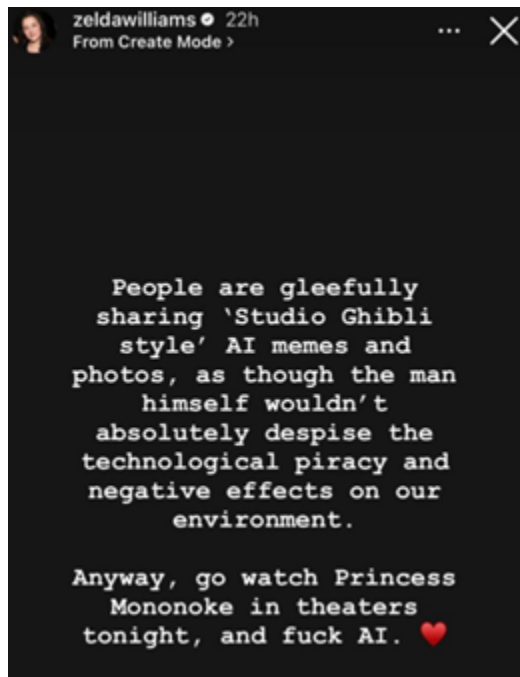 zeldawilliams 22h
From Create Mode >
People are gleefully
sharing ‘Studio Ghibli
style’ AI memes and
photos, as though the man
himself wouldn’t
absolutely despise the
technological piracy and
negative effects on our
environment.
Anyway, go watch Princess
Mononoke in theaters
tonight, and fuck AI. ♥